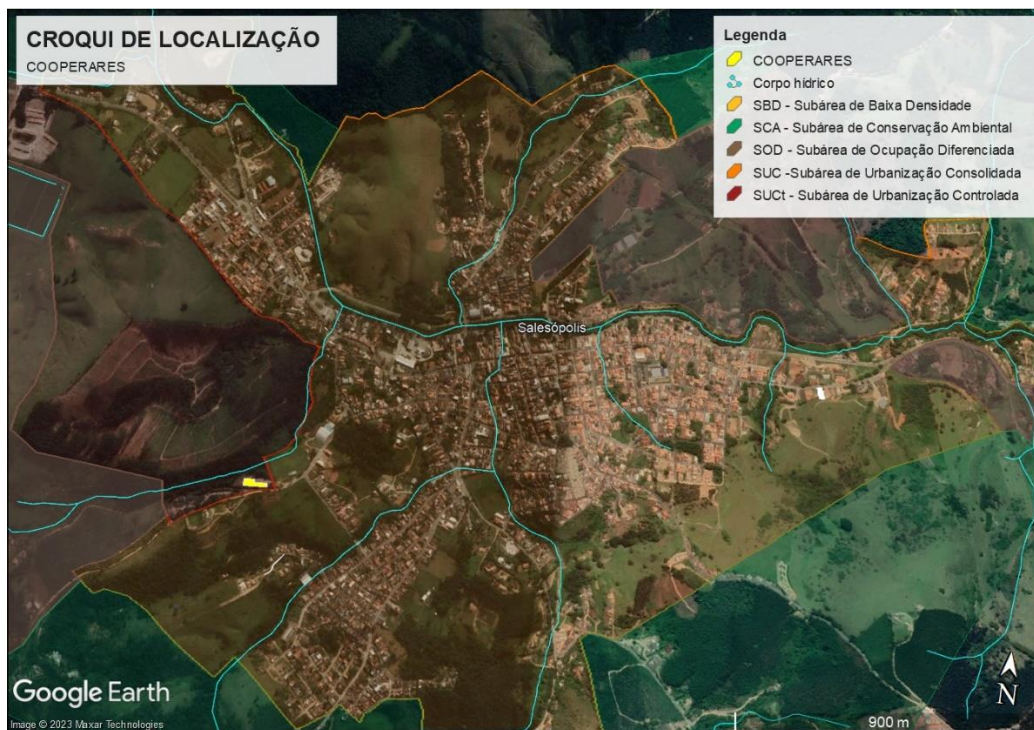 CROQUI DE LOCALIZAÇÃO
COOPERARES
Legenda
COOPERARES
Corpo hídrico
SBD - Subárea de Baixa Densidade
SCA - Subárea de Conservação Ambiental
SOD - Subárea de Ocupação Diferenciada
SUC -Subárea de Urbanização Consolidada
SUCt - Subárea de Urbanização Controlada
Salesópolis
Google Earth
Image © 2023 Maxar Technologies
900 m
N